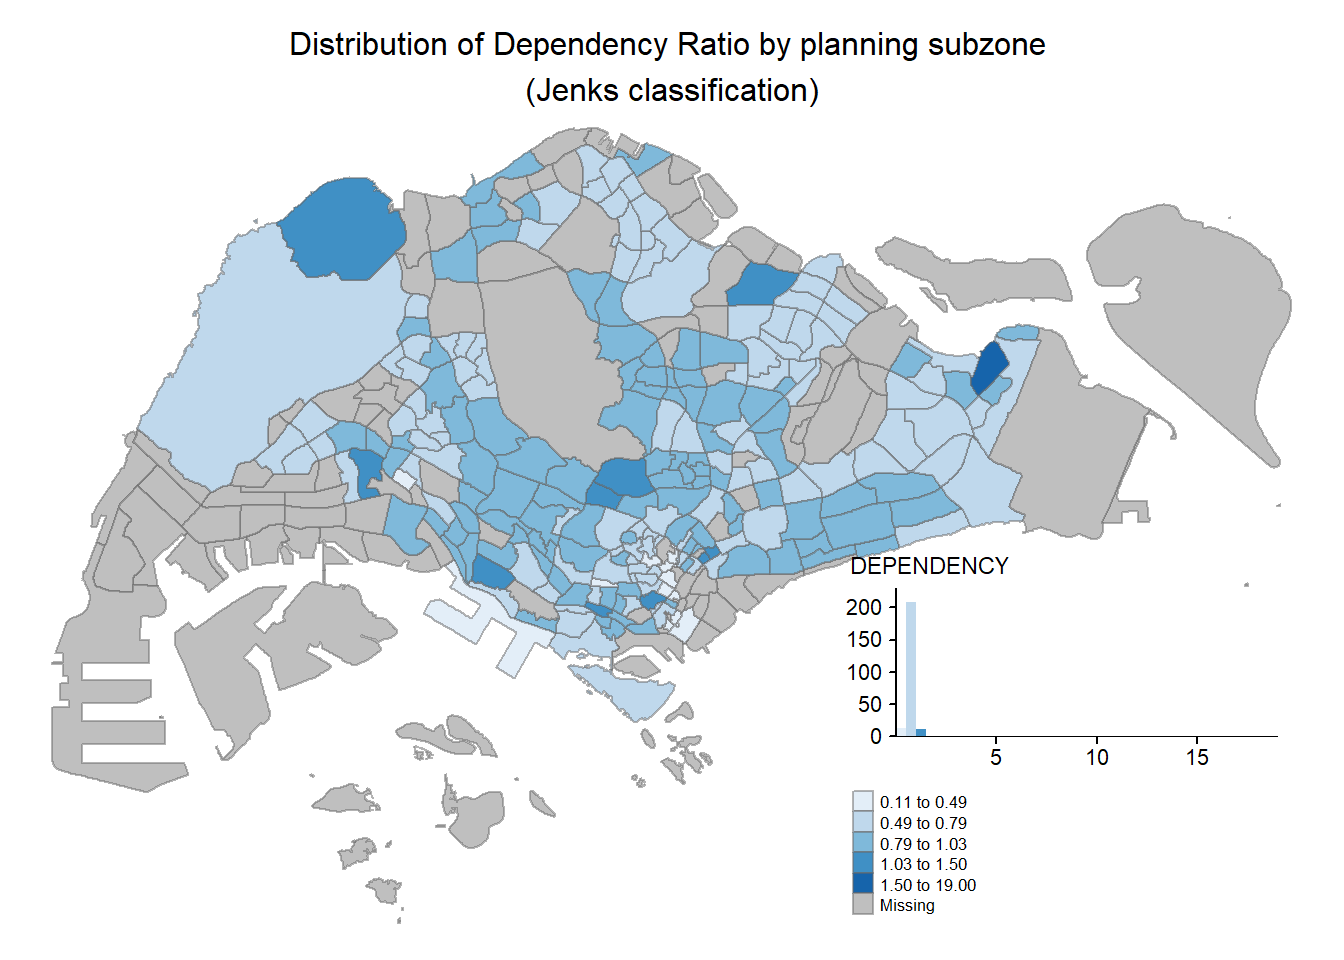 Distribution of Dependency Ratio by planning subzone
(Jenks classification)
DEPENDENCY
200
150
100
50
0
5
10
15
0.11 to 0.49
0.49 to 0.79
0.79 to 1.03
1.03 to 1.50
1.50 to 19.00
Missing